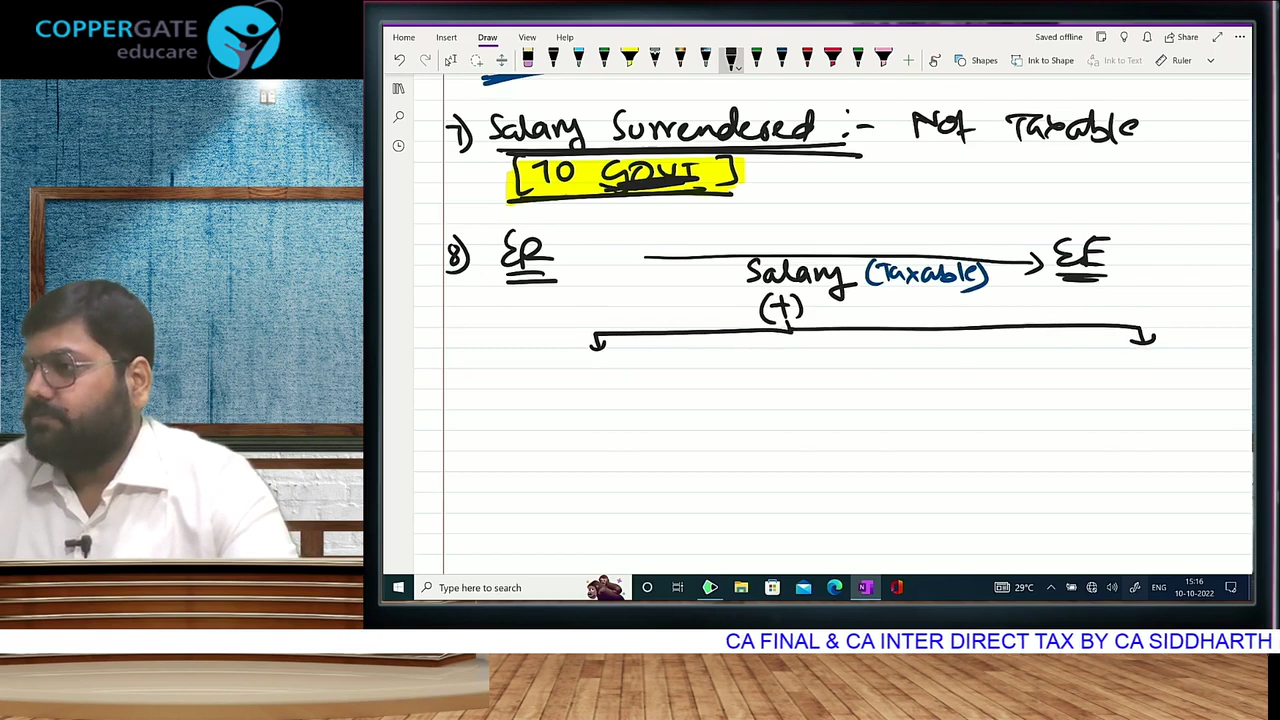 COPPERGATE
educare
Home Insert Draw View Help
Saved offline
Share
Shapes
Ink to Shape
Ink to Text
Ruler
7) Salary Surrendered :- Not Taxable
[TO GOVT]
8) ER
EE
Salary (Taxable)
(+)
Type here to search
29°C
ENG
15:16
10-10-2022
CA FINAL & CA INTER DIRECT TAX BY CA SIDDHARTH